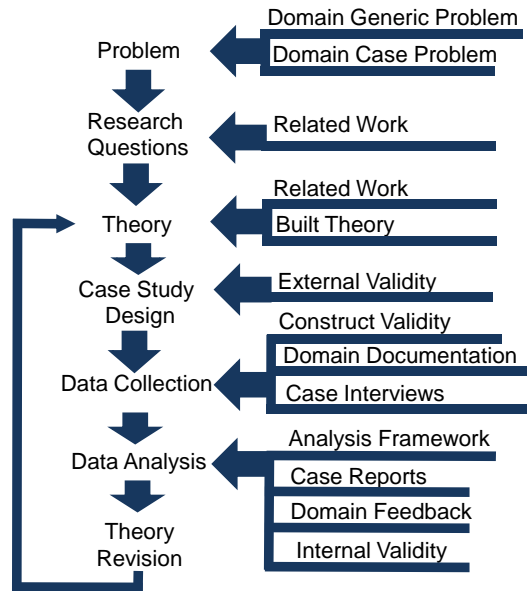 Domain Generic Problem
Problem
Domain Case Problem
Research
Questions
Related Work
Related Work
Theory
Built Theory
Case Study
Design
External Validity
Construct Validity
Domain Documentation
Data Collection
Case Interviews
Analysis Framework
Data Analysis
Case Reports
Domain Feedback
Theory
Revision
Internal Validity